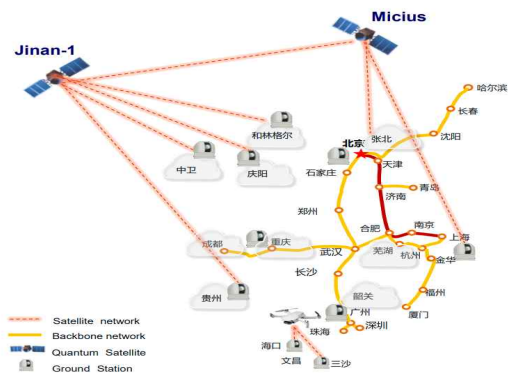 Micius
Jinan-1
哈尔滨
长春
沈阳
和林格尔
北京
张北
中卫
庆阳
石家庄
天津
济南
青岛
郑州
合肥
南京
上海
成都
重庆
武汉
芜湖
杭州
金华
长沙
贵州
韶关
福州
广州
厦门
珠海
深圳
海口
文昌
三沙
Satellite network
Backbone network
Quantum Satellite
Ground Station